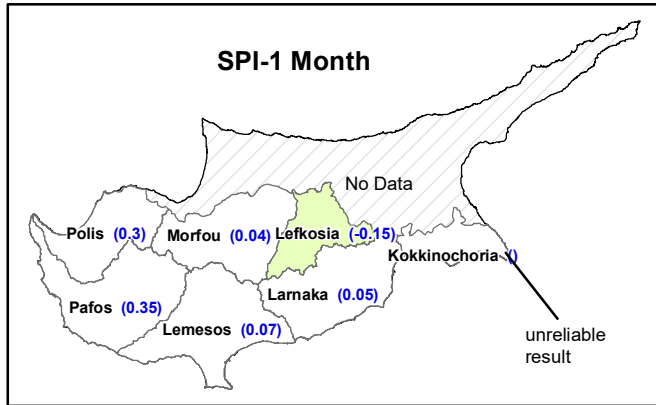 SPI-1 Month
No Data
Polis (0.3)
Morfou (0.04)
Lefkosia (-0.15)
Kokkinochoria ()
Pafos (0.35)
Larnaka (0.05)
Lemesos (0.07)
unreliable
result